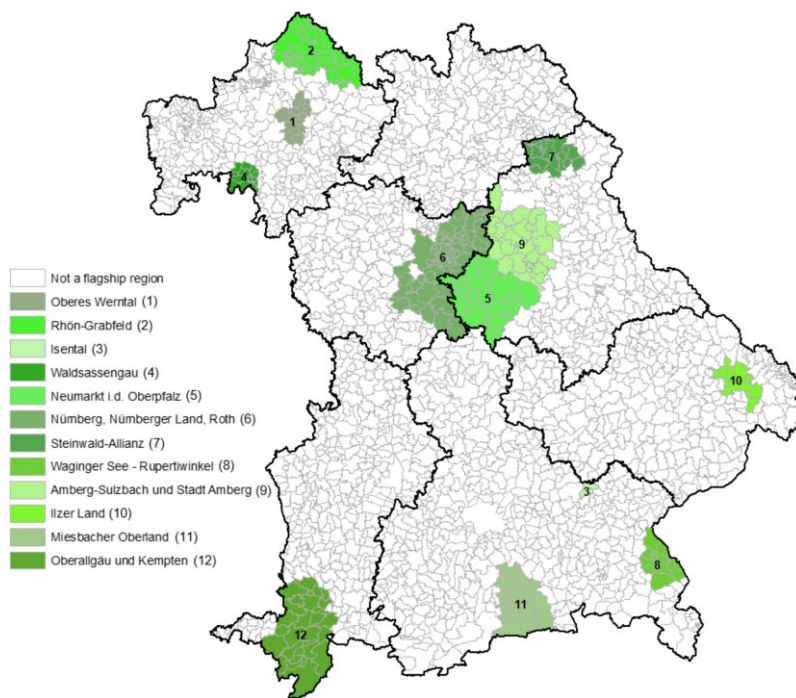 2
1
4
7
9
6
5
10
3
8
11
12
Not a flagship region
Oberes Werntal (1)
Rhön-Grabfeld (2)
Isental (3)
Waldsassengau (4)
Neumarkt i.d. Oberpfalz (5)
Nürnberg, Nürnberger Land, Roth (6)
Steinwald-Allianz (7)
Waginger See - Rupertiwinkel (8)
Amberg-Sulzbach und Stadt Amberg (9)
Ilzer Land (10)
Miesbacher Oberland (11)
Oberallgäu und Kempten (12)